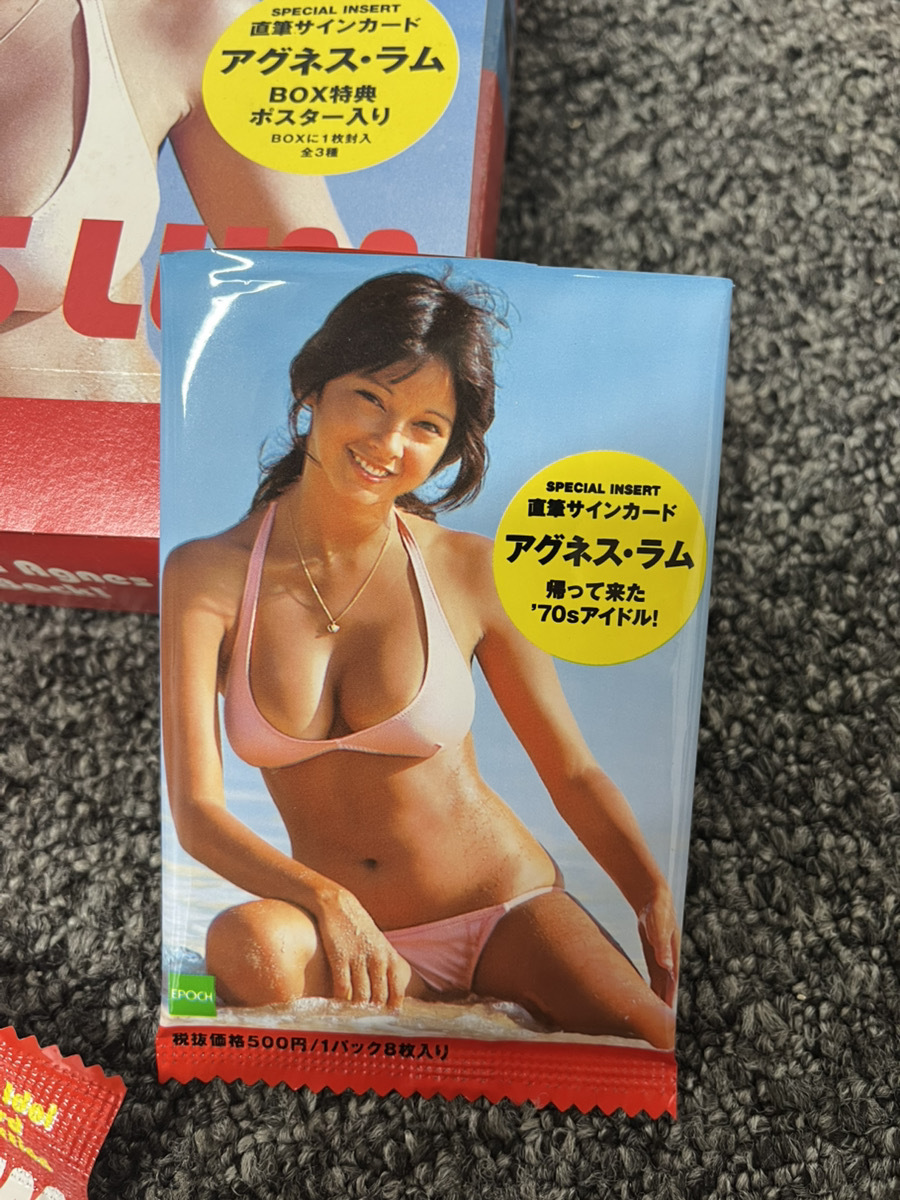 SPECIAL INSERT
直筆サインカード
アグネス・ラム
BOX特典
ポスター入り
BOXに1枚封入
全3種
Agnes
SPECIAL INSERT
直筆サインカード
アグネス・ラム
帰って来た
'70sアイドル!
EPOCH
税抜価格500円/1パック8枚入り